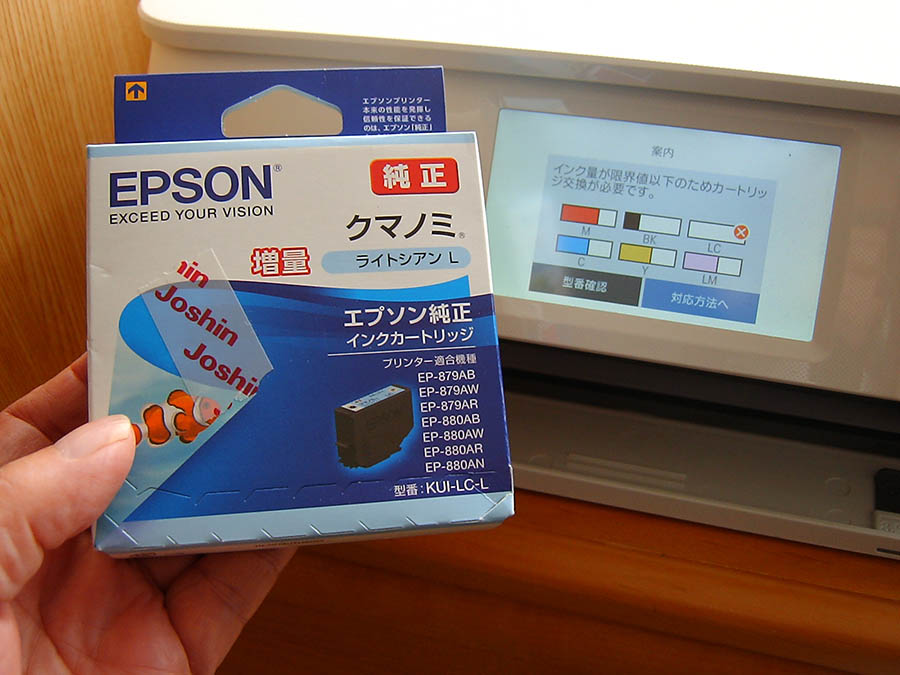 エプソンプリンター
本来の性能を発揮し
信頼性を保証できる
のは、エプソン「純正」
EPSON®
EXCEED YOUR VISION
純正
クマノミ®
増量
ライトシアン L
Joshin
Joshin
エプソン純正
インクカートリッジ
プリンター適合機種
EP-879AB
EP-879AW
EP-879AR
EP-880AB
EP-880AW
EP-880AR
EP-880AN
型番:KUI-LC-L
案内
インク量が限界値以下のためカートリッ
ジ交換が必要です。
M
BK
LC
C
Y
LM
型番確認
対応方法へ